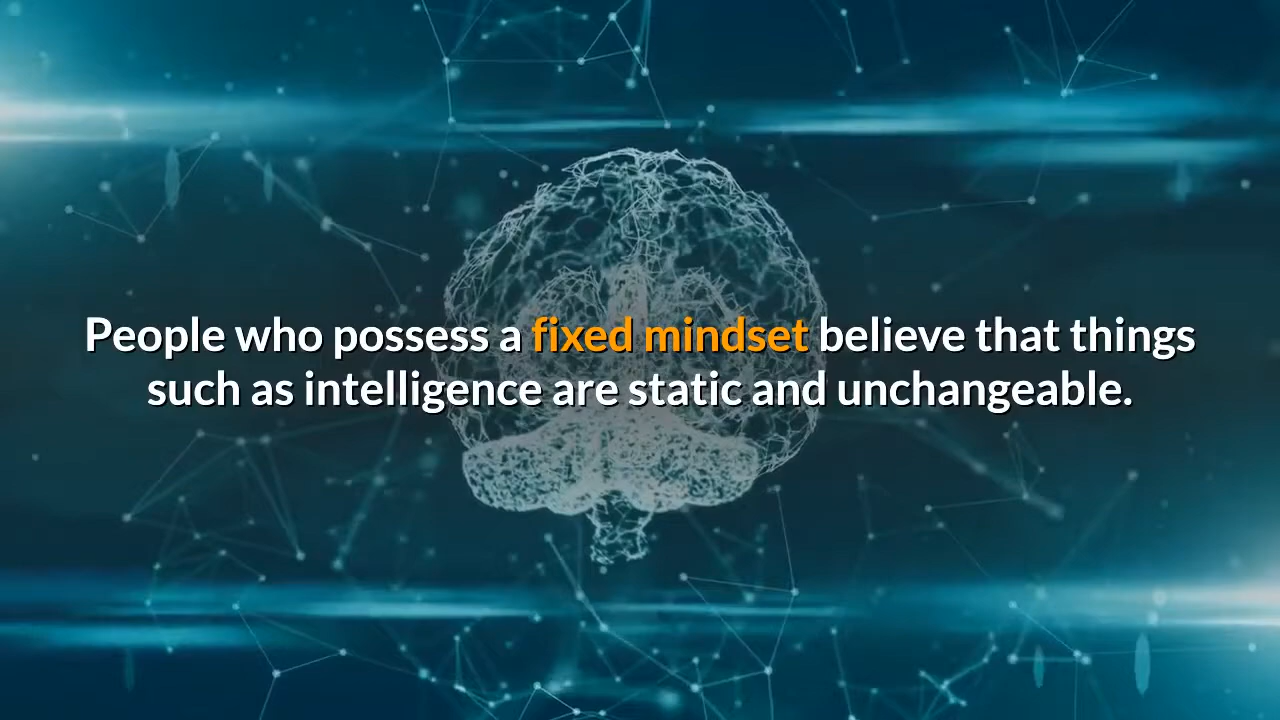 People who possess a fixed mindset believe that things
such as intelligence are static and unchangeable.